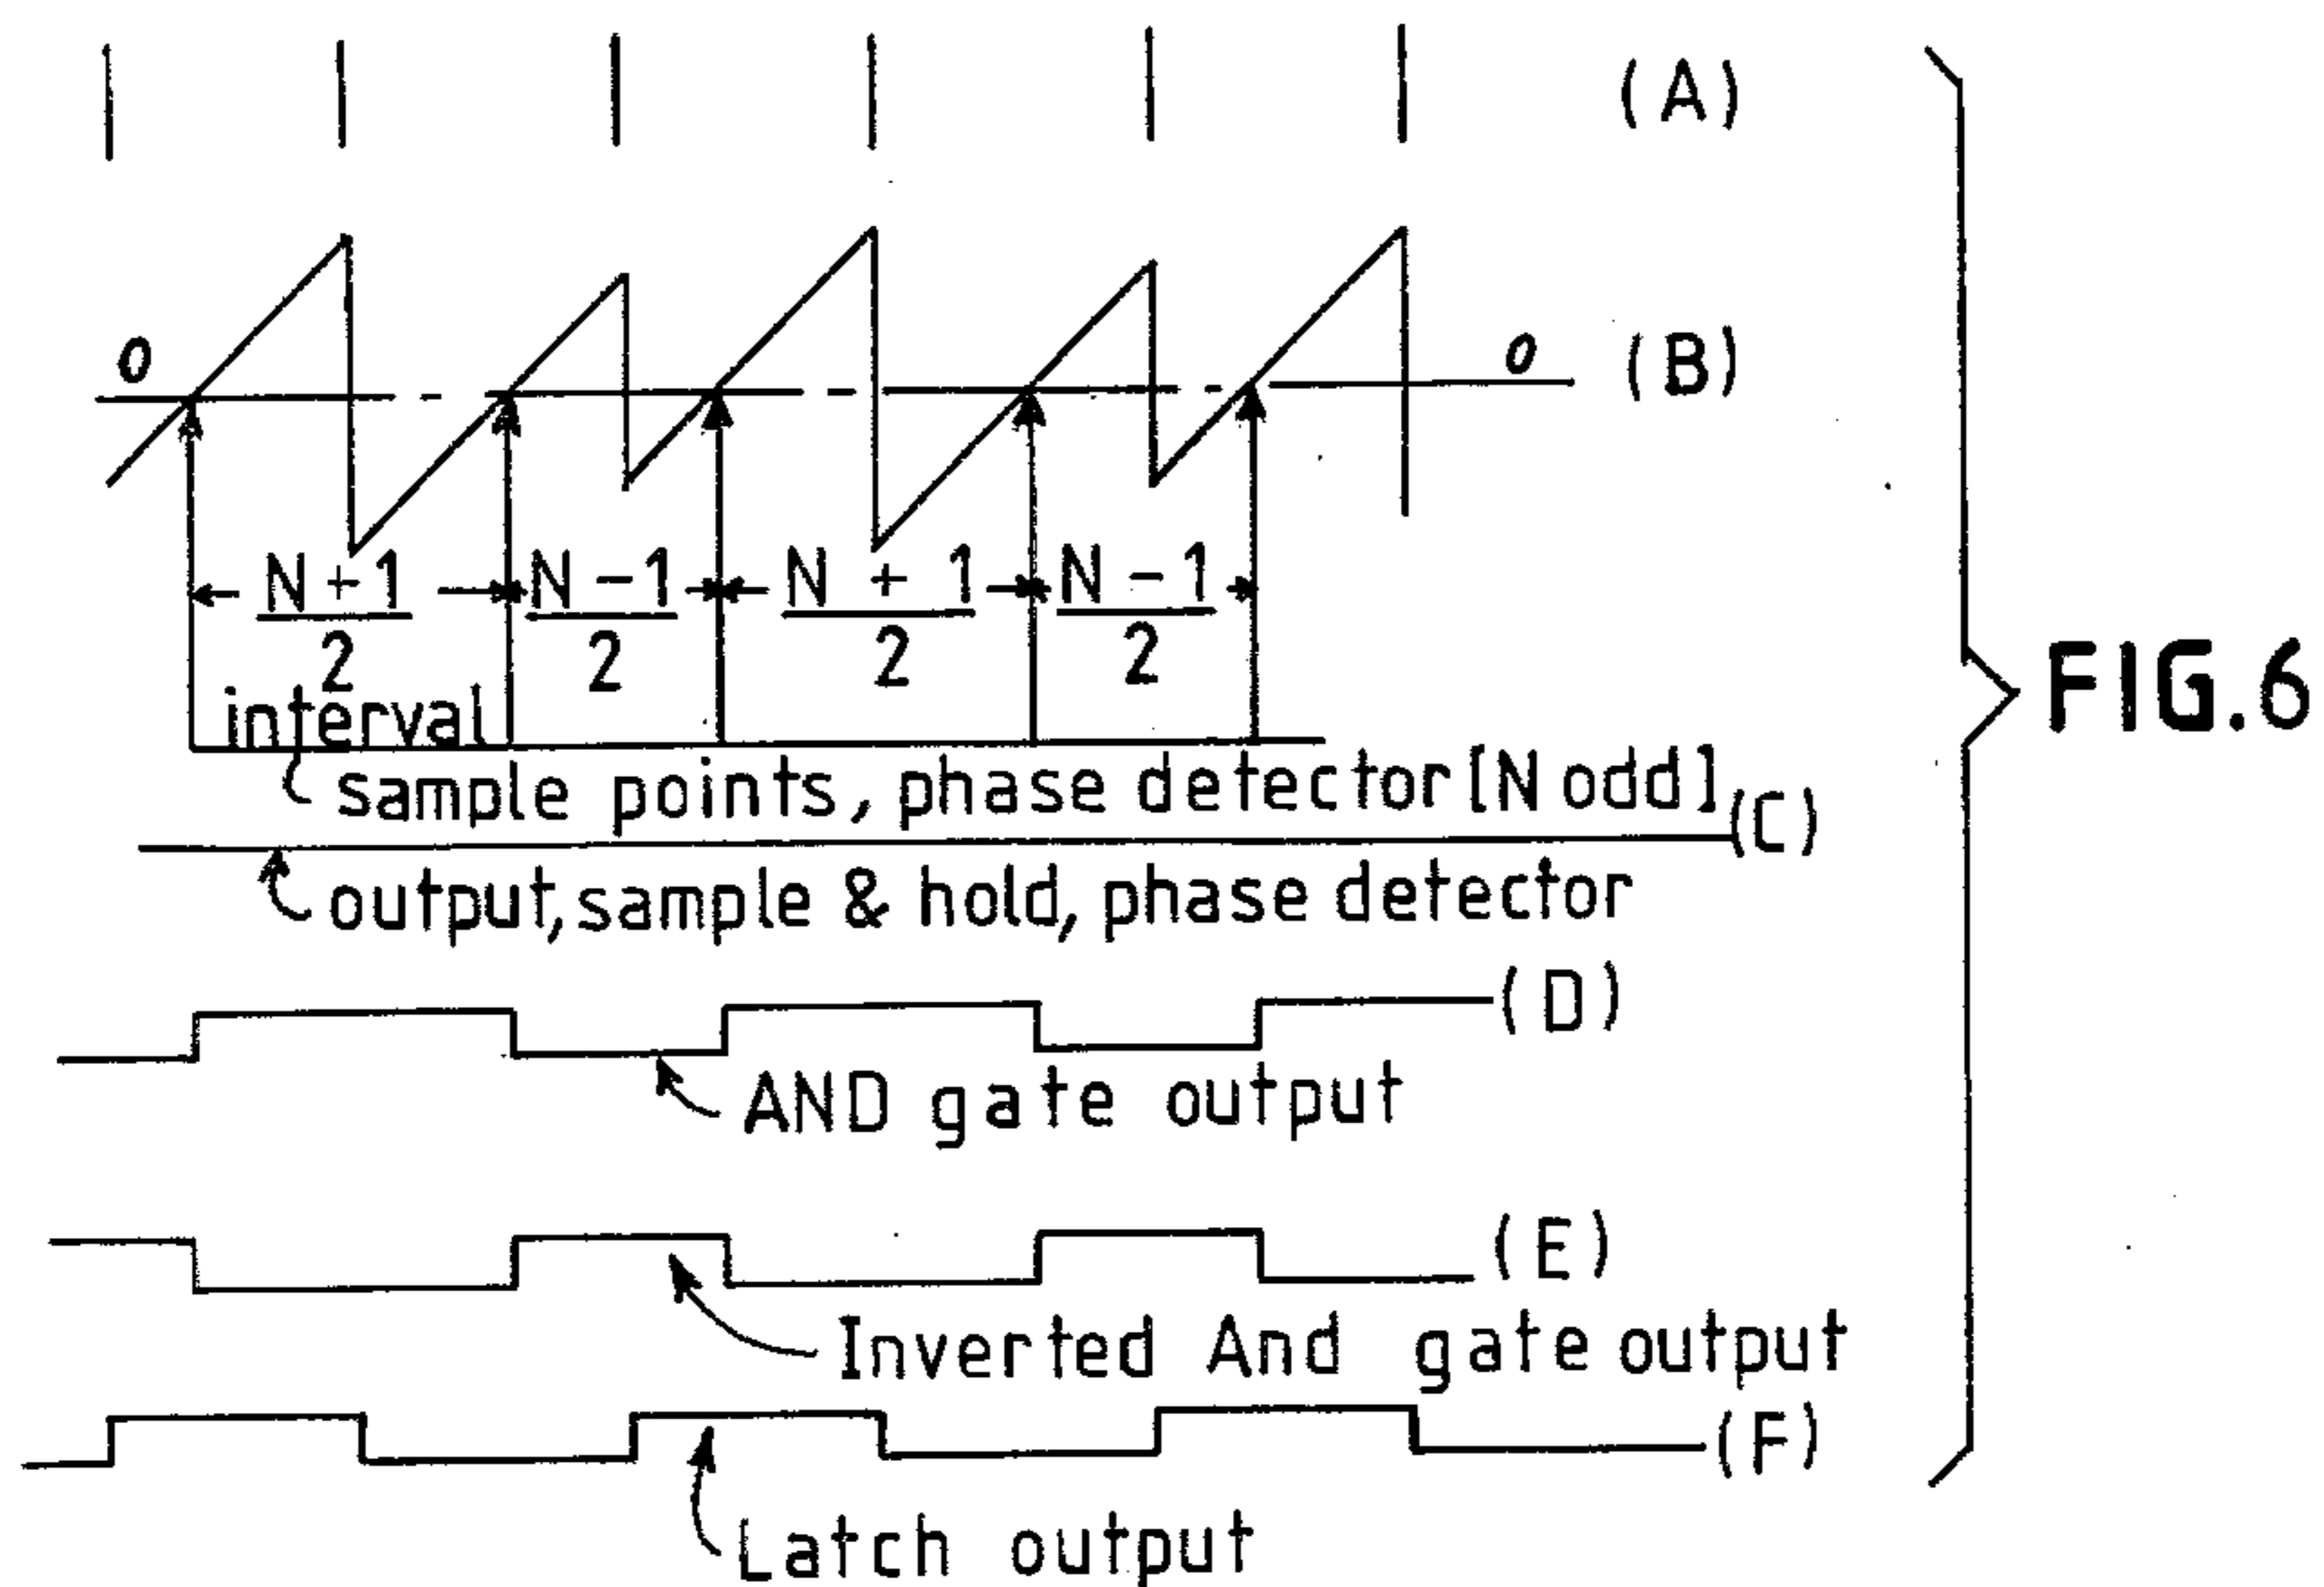 (A)
0
0
(B)
N+1
2
N-1
2
N + 1
2
N-1
2
interval
sample points, phase detector [N odd]
(C)
output, sample & hold, phase detector
(D)
AND gate output
(E)
Inverted And gate output
(F)
Latch output
FIG.6